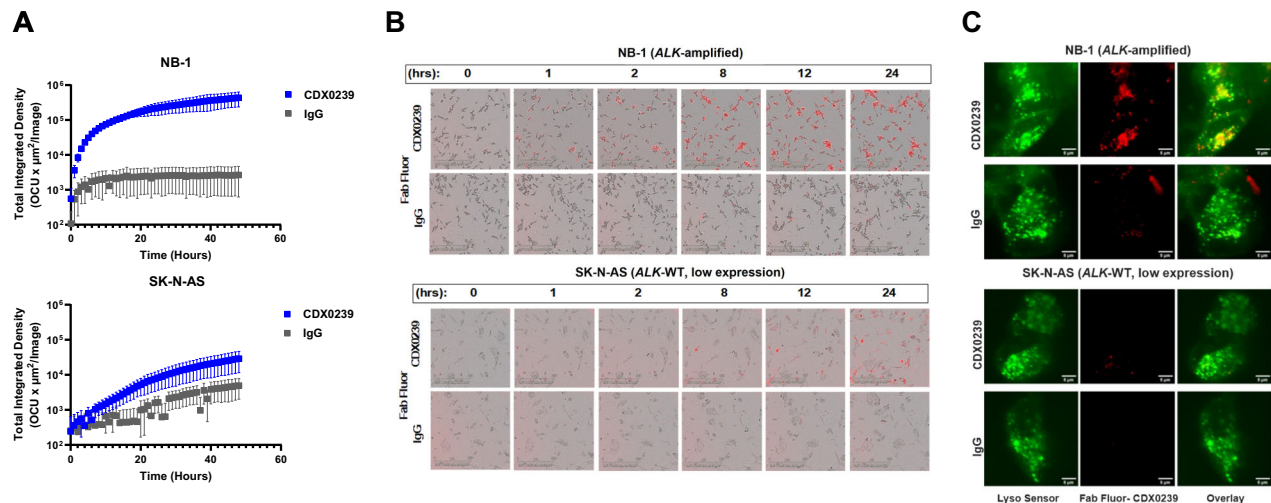 A
NB-1
Total Integrated Density
(OCU x µm²/Image)
10⁶
10⁵
10⁴
10³
10²
0
20
40
60
Time (Hours)
CDX0239
IgG
SK-N-AS
Total Integrated Density
(OCU x µm²/Image)
10⁶
10⁵
10⁴
10³
10²
0
20
40
60
Time (Hours)
CDX0239
IgG
B
NB-1 (ALK-amplified)
(hrs): 0 1 2 8 12 24
Fab Fluor
CDX0239
IgG
SK-N-AS (ALK-WT, low expression)
(hrs): 0 1 2 8 12 24
Fab Fluor
CDX0239
IgG
C
NB-1 (ALK-amplified)
CDX0239
IgG
SK-N-AS (ALK-WT, low expression)
CDX0239
IgG
Lyso Sensor Fab Fluor- CDX0239 Overlay